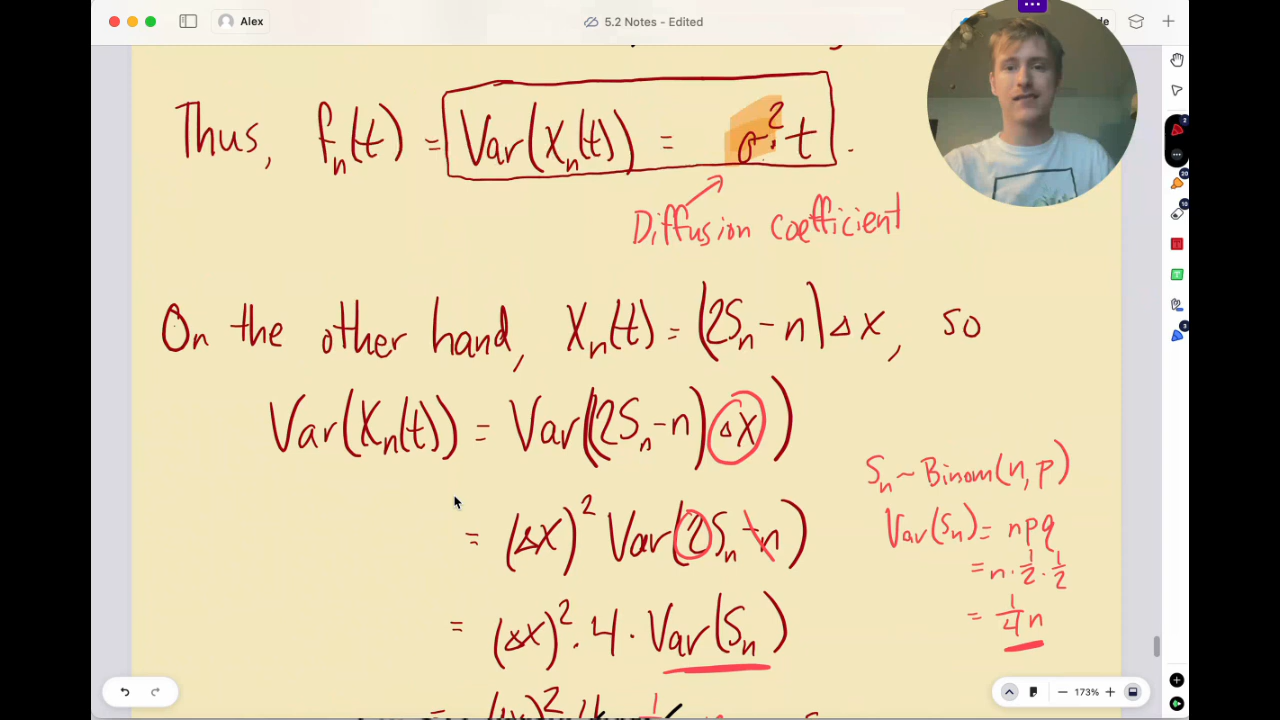 Alex
5.2 Notes - Edited
Thus, fₙ(t) = Var(Xₙ(t)) = σ²t.
Diffusion coefficient
On the other hand, Xₙ(t) = (2Sₙ - n)Δx, so
Var(Xₙ(t)) = Var((2Sₙ - n)Δx)
= (Δx)² Var(2Sₙ - n)
= (Δx)² · 4 · Var(Sₙ)
Sₙ ~ Binom(n, p)
Var(Sₙ) = npq
= n · 1/2 · 1/2
= 1/4 n
173%